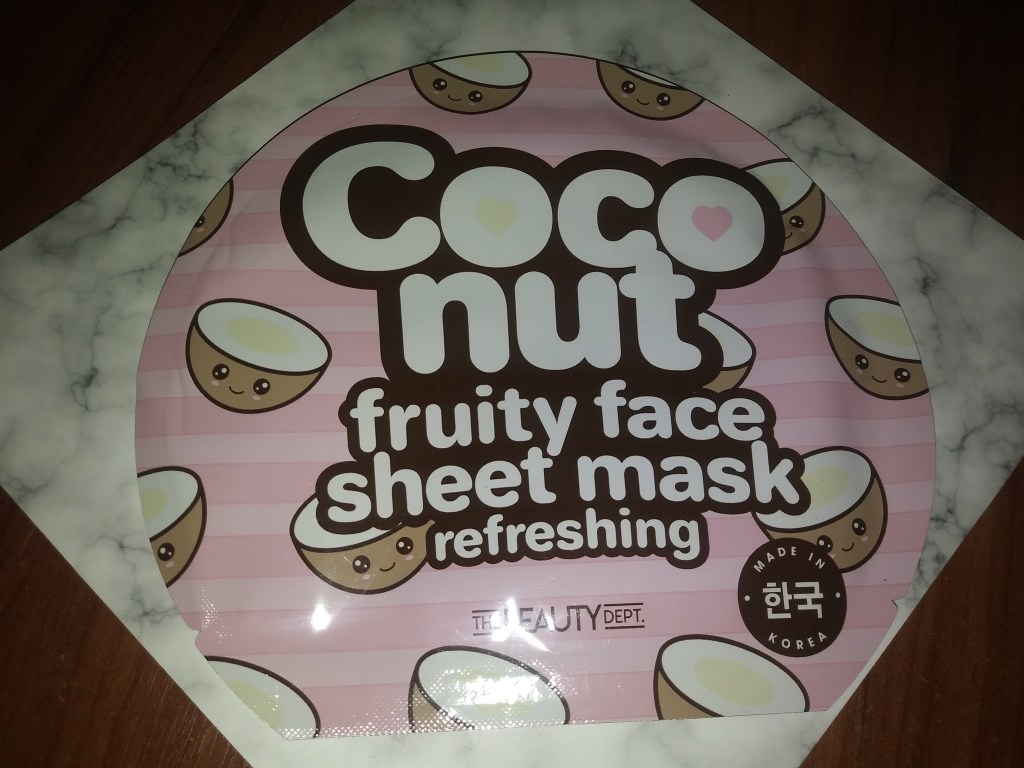 Coco
nut
fruity face
sheet mask
refreshing
THE BEAUTY DEPT.
MADE IN
한국
KOREA